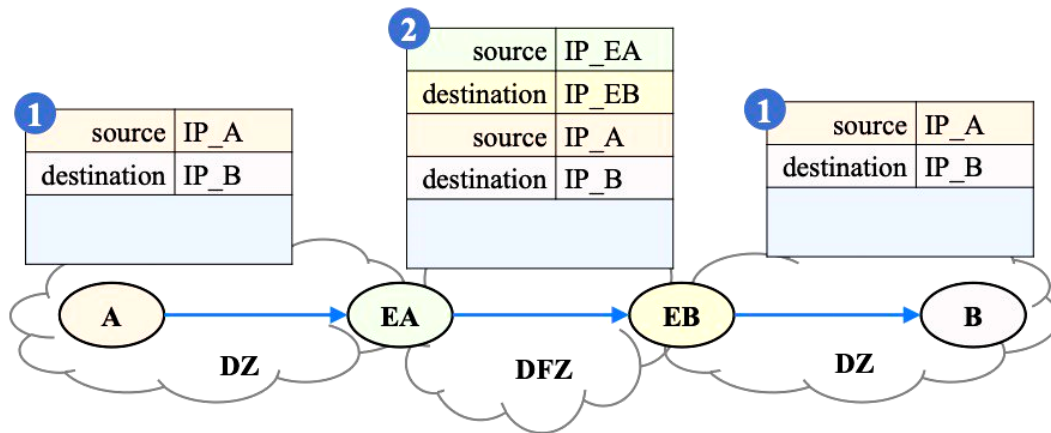 1
source IP_A
destination IP_B
2
source IP_EA
destination IP_EB
source IP_A
destination IP_B
1
source IP_A
destination IP_B
A
EA
EB
B
DZ
DFZ
DZ